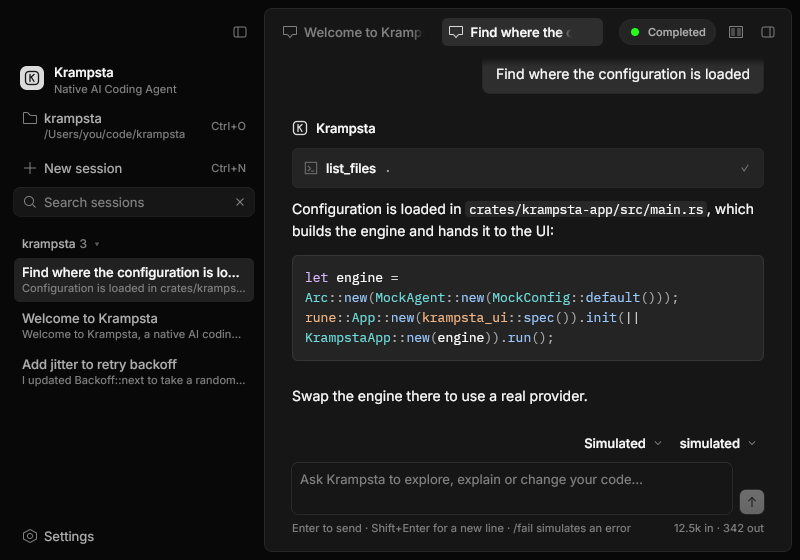 Krampsta
Native AI Coding Agent
krampsta
/Users/you/code/krampsta
Ctrl+O
New session
Ctrl+N
Search sessions
krampsta 3
Find where the configuration is lo...
Configuration is loaded in crates/kramps...
Welcome to Krampsta
Welcome to Krampsta, a native AI codin...
Add jitter to retry backoff
I updated Backoff::next to take a random...
Settings
Welcome to Kramp
Find where the
Completed
Find where the configuration is loaded
K Krampsta
list_files .
Configuration is loaded in crates/krampsta-app/src/main.rs, which
builds the engine and hands it to the UI:
let engine =
Arc::new(MockAgent::new(MockConfig::default()));
rune::App::new(krampsta_ui::spec()).init(||
KrampstaApp::new(engine)).run();
Swap the engine there to use a real provider.
Simulated
simulated
Ask Krampsta to explore, explain or change your code...
Enter to send · Shift+Enter for a new line · /fail simulates an error
12.5k in · 342 out